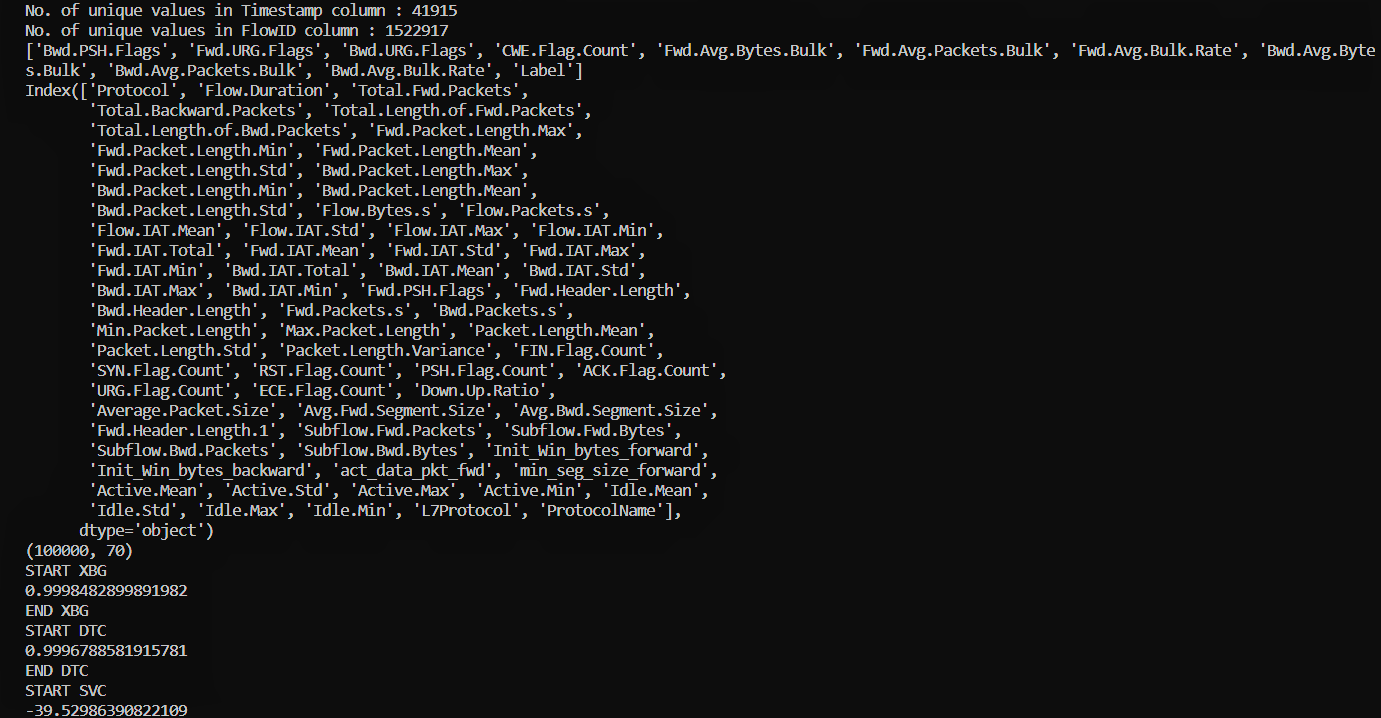 No. of unique values in Timestamp column : 41915
No. of unique values in FlowID column : 1522917
['Bwd.PSH.Flags', 'Fwd.URG.Flags', 'Bwd.URG.Flags', 'CWE.Flag.Count', 'Fwd.Avg.Bytes.Bulk', 'Fwd.Avg.Packets.Bulk', 'Fwd.Avg.Bulk.Rate', 'Bwd.Avg.Byte
s.Bulk', 'Bwd.Avg.Packets.Bulk', 'Bwd.Avg.Bulk.Rate', 'Label']
Index(['Protocol', 'Flow.Duration', 'Total.Fwd.Packets',
'Total.Backward.Packets', 'Total.Length.of.Fwd.Packets',
'Total.Length.of.Bwd.Packets', 'Fwd.Packet.Length.Max',
'Fwd.Packet.Length.Min', 'Fwd.Packet.Length.Mean',
'Fwd.Packet.Length.Std', 'Bwd.Packet.Length.Max',
'Bwd.Packet.Length.Min', 'Bwd.Packet.Length.Mean',
'Bwd.Packet.Length.Std', 'Flow.Bytes.s', 'Flow.Packets.s',
'Flow.IAT.Mean', 'Flow.IAT.Std', 'Flow.IAT.Max', 'Flow.IAT.Min',
'Fwd.IAT.Total', 'Fwd.IAT.Mean', 'Fwd.IAT.Std', 'Fwd.IAT.Max',
'Fwd.IAT.Min', 'Bwd.IAT.Total', 'Bwd.IAT.Mean', 'Bwd.IAT.Std',
'Bwd.IAT.Max', 'Bwd.IAT.Min', 'Fwd.PSH.Flags', 'Fwd.Header.Length',
'Bwd.Header.Length', 'Fwd.Packets.s', 'Bwd.Packets.s',
'Min.Packet.Length', 'Max.Packet.Length', 'Packet.Length.Mean',
'Packet.Length.Std', 'Packet.Length.Variance', 'FIN.Flag.Count',
'SYN.Flag.Count', 'RST.Flag.Count', 'PSH.Flag.Count', 'ACK.Flag.Count',
'URG.Flag.Count', 'ECE.Flag.Count', 'Down.Up.Ratio',
'Average.Packet.Size', 'Avg.Fwd.Segment.Size', 'Avg.Bwd.Segment.Size',
'Fwd.Header.Length.1', 'Subflow.Fwd.Packets', 'Subflow.Fwd.Bytes',
'Subflow.Bwd.Packets', 'Subflow.Bwd.Bytes', 'Init_Win_bytes_forward',
'Init_Win_bytes_backward', 'act_data_pkt_fwd', 'min_seg_size_forward',
'Active.Mean', 'Active.Std', 'Active.Max', 'Active.Min', 'Idle.Mean',
'Idle.Std', 'Idle.Max', 'Idle.Min', 'L7Protocol', 'ProtocolName'],
dtype='object')
(100000, 70)
START XBG
0.9998482899891982
END XBG
START DTC
0.9996788581915781
END DTC
START SVC
-39.52986390822109